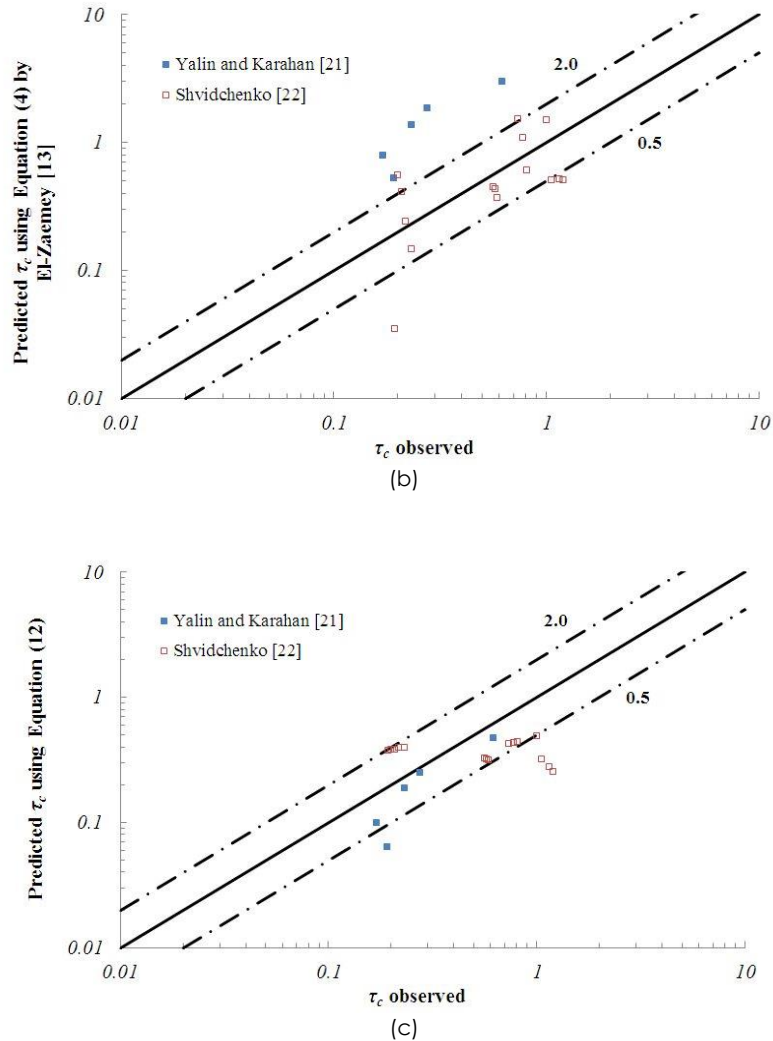 10
Yalin and Karahan [21]
Shvidchenko [22]
2.0
1
0.5
0.1
0.01
Predicted τc using Equation (4) by
El-Zaemey [13]
0.01 0.1 1 10
τc observed
(b)
10
Yalin and Karahan [21]
Shvidchenko [22]
2.0
1
0.5
0.1
0.01
Predicted τc using Equation (12)
0.01 0.1 1 10
τc observed
(c)